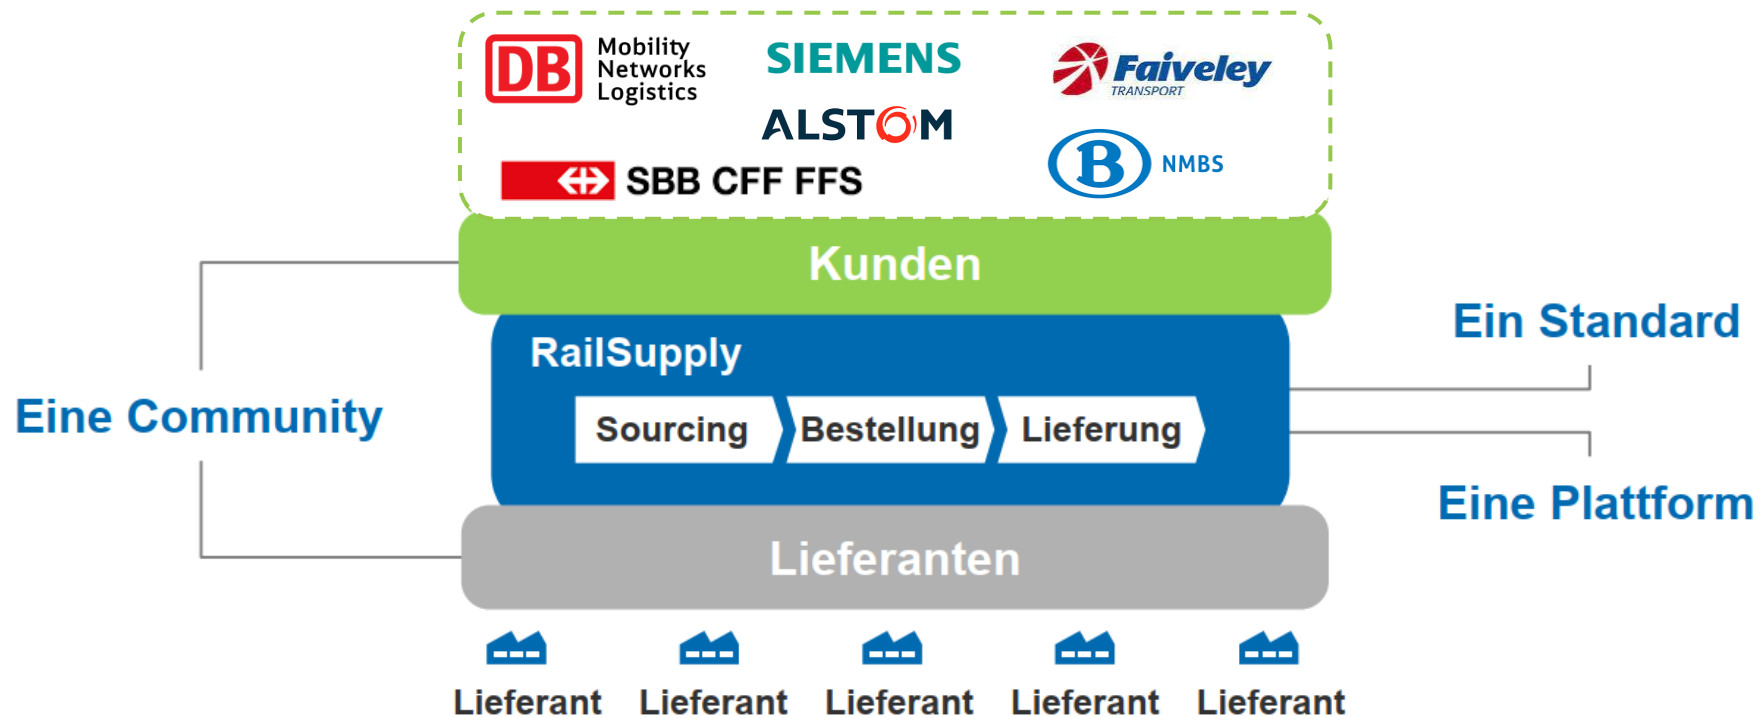 DB
Mobility
Networks
Logistics
SIEMENS
Faiveley
TRANSPORT
ALSTOM
B NMBS
SBB CFF FFS
Kunden
Ein Standard
RailSupply
Eine Community
Sourcing Bestellung Lieferung
Eine Plattform
Lieferanten
Lieferant Lieferant Lieferant Lieferant Lieferant